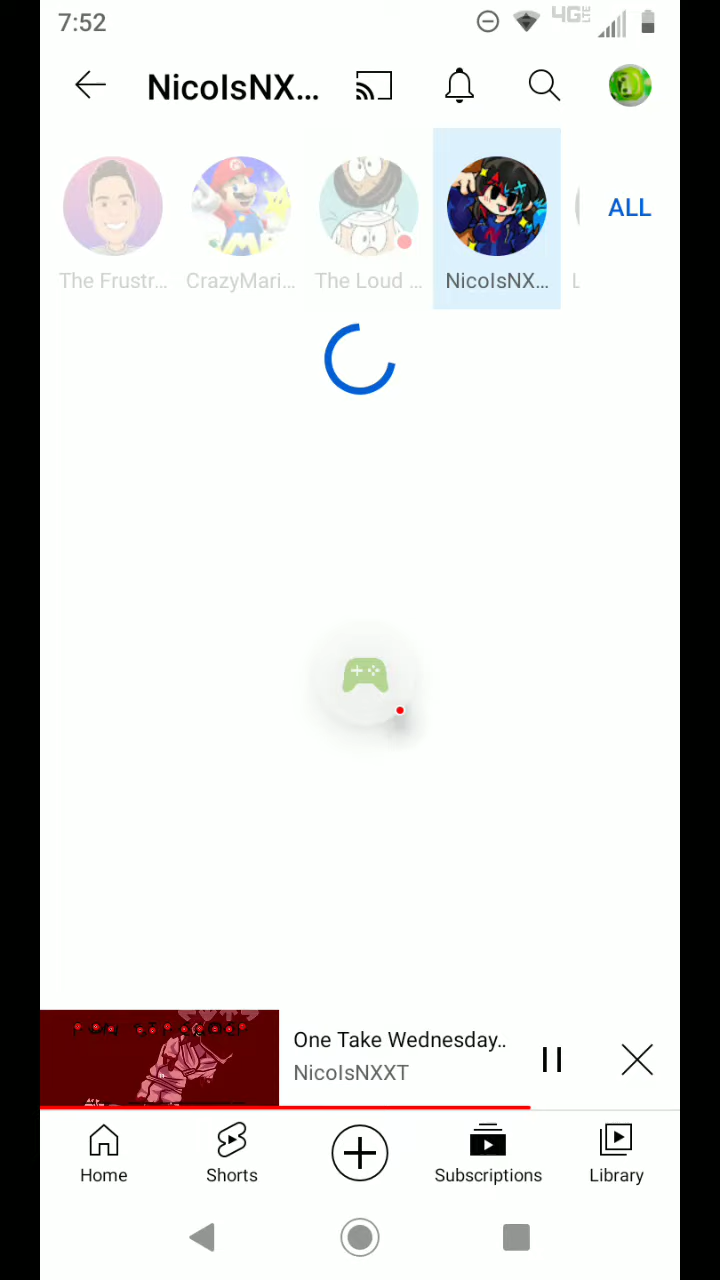 7:52
4G LTE
NicoIsNX...
The Frustr...
CrazyMari...
The Loud ...
NicoIsNX...
L
ALL
One Take Wednesday..
NicoIsNXXT
Home
Shorts
Subscriptions
Library